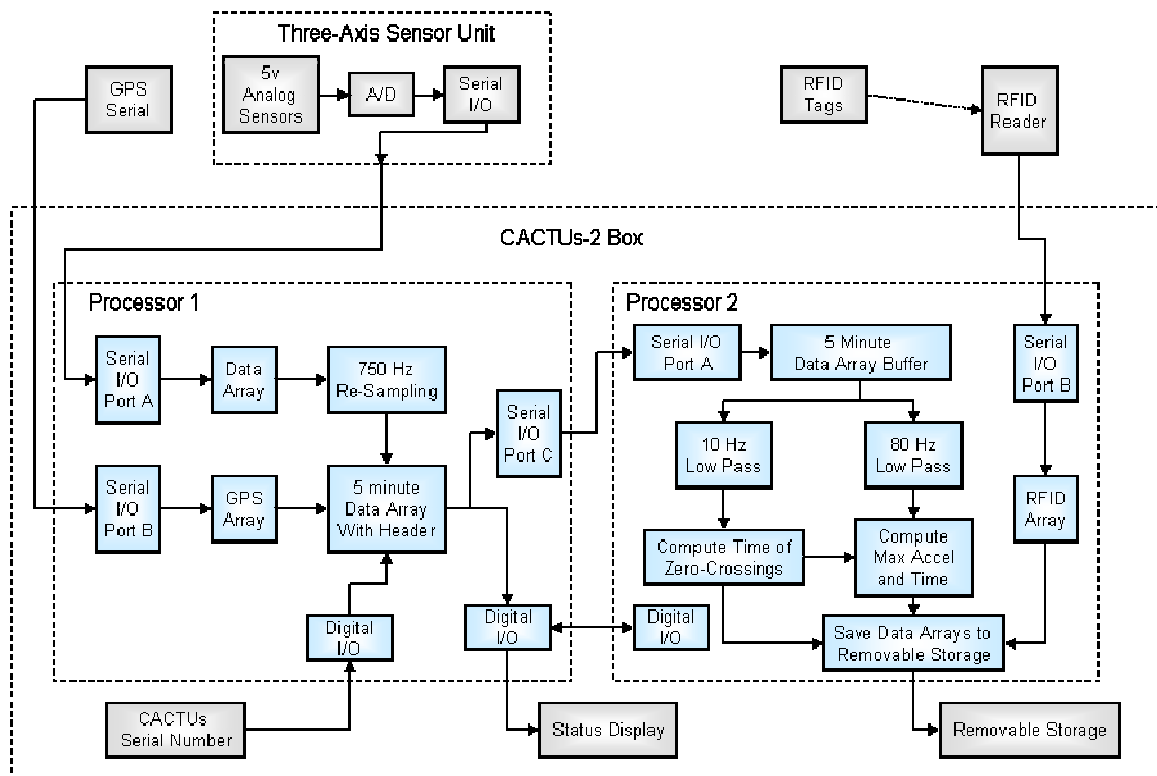 Three-Axis Sensor Unit
GPS
Serial
5v
Analog
Sensors
A/D
Serial
I/O
RFID
Tags
RFID
Reader
CACTUs-2 Box
Processor 1
Serial
I/O
Port A
Data
Array
750 Hz
Re-Sampling
Serial
I/O
Port B
GPS
Array
5 minute
Data Array
With Header
Serial
I/O
Port C
Digital
I/O
Digital
I/O
Processor 2
Serial I/O
Port A
5 Minute
Data Array Buffer
Serial
I/O
Port B
10 Hz
Low Pass
80 Hz
Low Pass
RFID
Array
Compute Time of
Zero-Crossings
Compute
Max Accel
and Time
Digital
I/O
Save Data Arrays to
Removable Storage
CACTUs
Serial Number
Status Display
Removable Storage